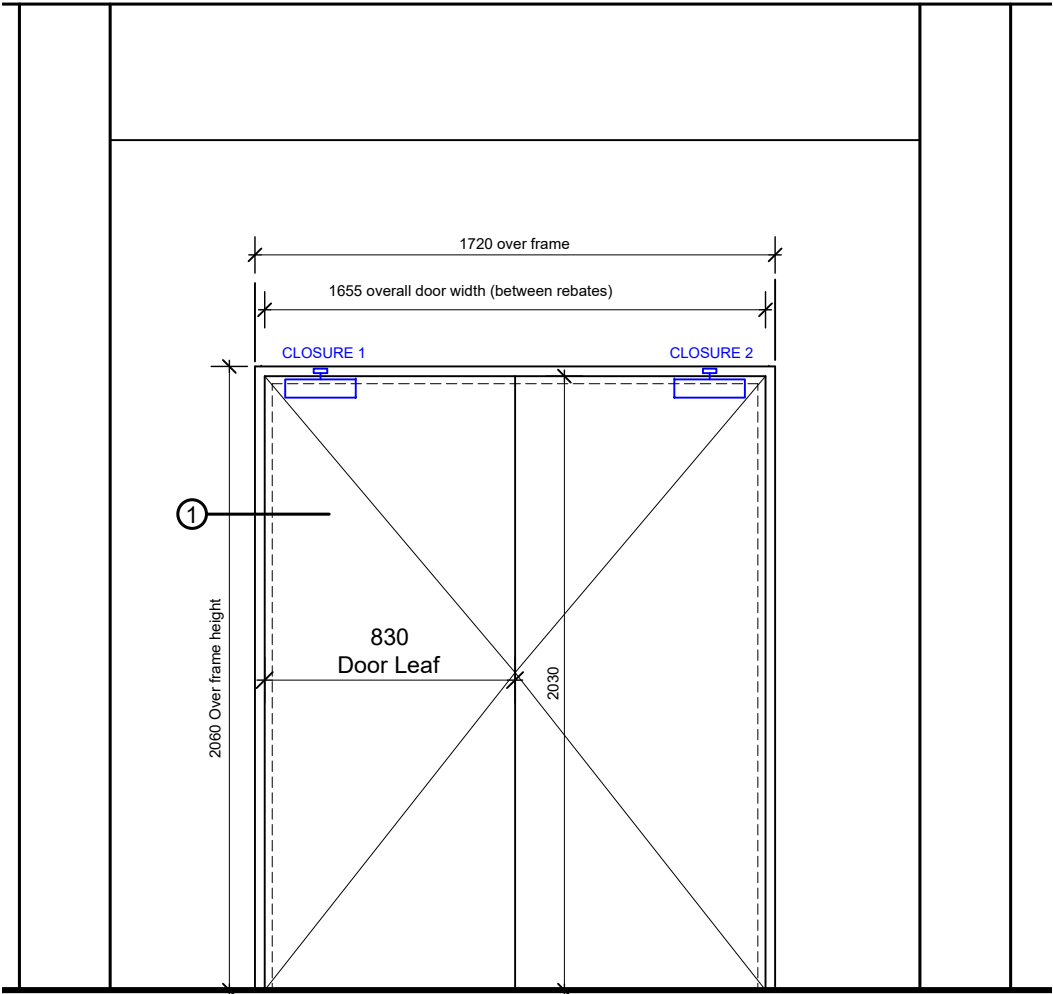 1720 over frame
1655 overall door width (between rebates)
CLOSURE 1
CLOSURE 2
1
2060 Over frame height
830
Door Leaf
2030